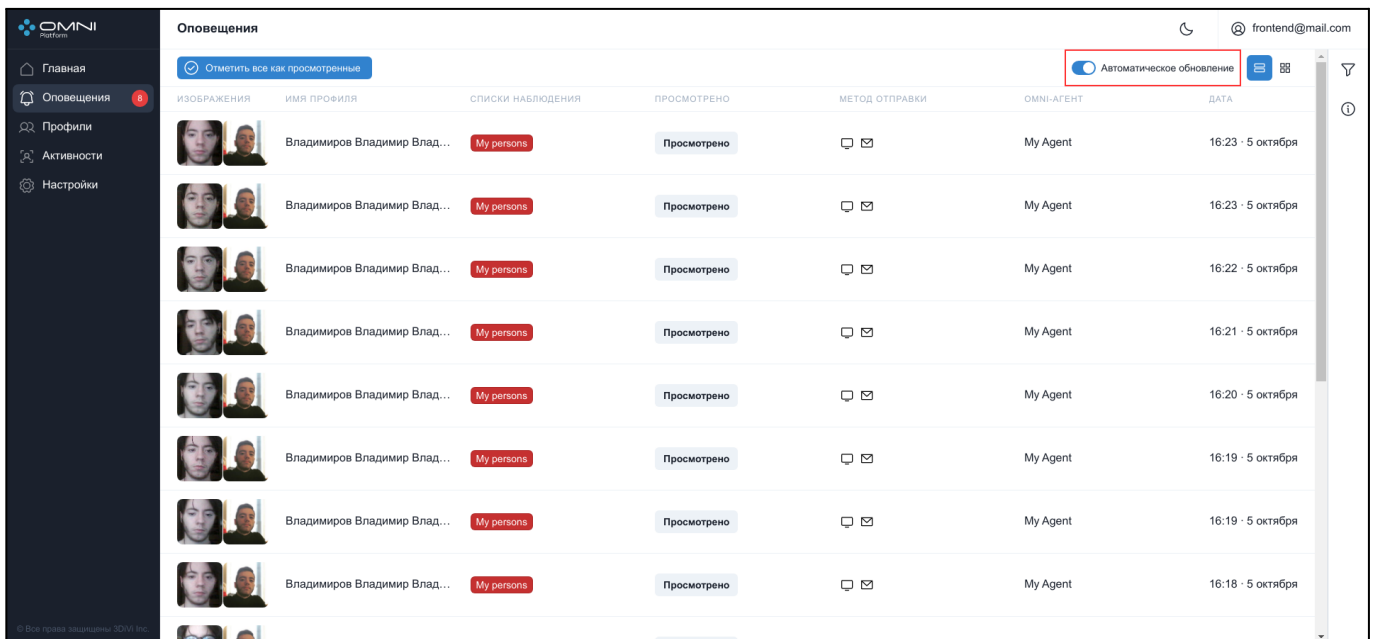 OMNI
Platform
Оповещения
frontend@mail.com
Главная
Оповещения 8
Профили
Активности
Настройки
Отметить все как просмотренные
Автоматическое обновление
ИЗОБРАЖЕНИЯ ИМЯ ПРОФИЛЯ СПИСКИ НАБЛЮДЕНИЯ ПРОСМОТРЕНО МЕТОД ОТПРАВКИ OMNI-АГЕНТ ДАТА
Владимиров Владимир Влад... My persons Просмотрено My Agent 16:23 · 5 октября
Владимиров Владимир Влад... My persons Просмотрено My Agent 16:23 · 5 октября
Владимиров Владимир Влад... My persons Просмотрено My Agent 16:22 · 5 октября
Владимиров Владимир Влад... My persons Просмотрено My Agent 16:21 · 5 октября
Владимиров Владимир Влад... My persons Просмотрено My Agent 16:20 · 5 октября
Владимиров Владимир Влад... My persons Просмотрено My Agent 16:19 · 5 октября
Владимиров Владимир Влад... My persons Просмотрено My Agent 16:19 · 5 октября
Владимиров Владимир Влад... My persons Просмотрено My Agent 16:18 · 5 октября
© Все права защищены 3DiVi Inc.